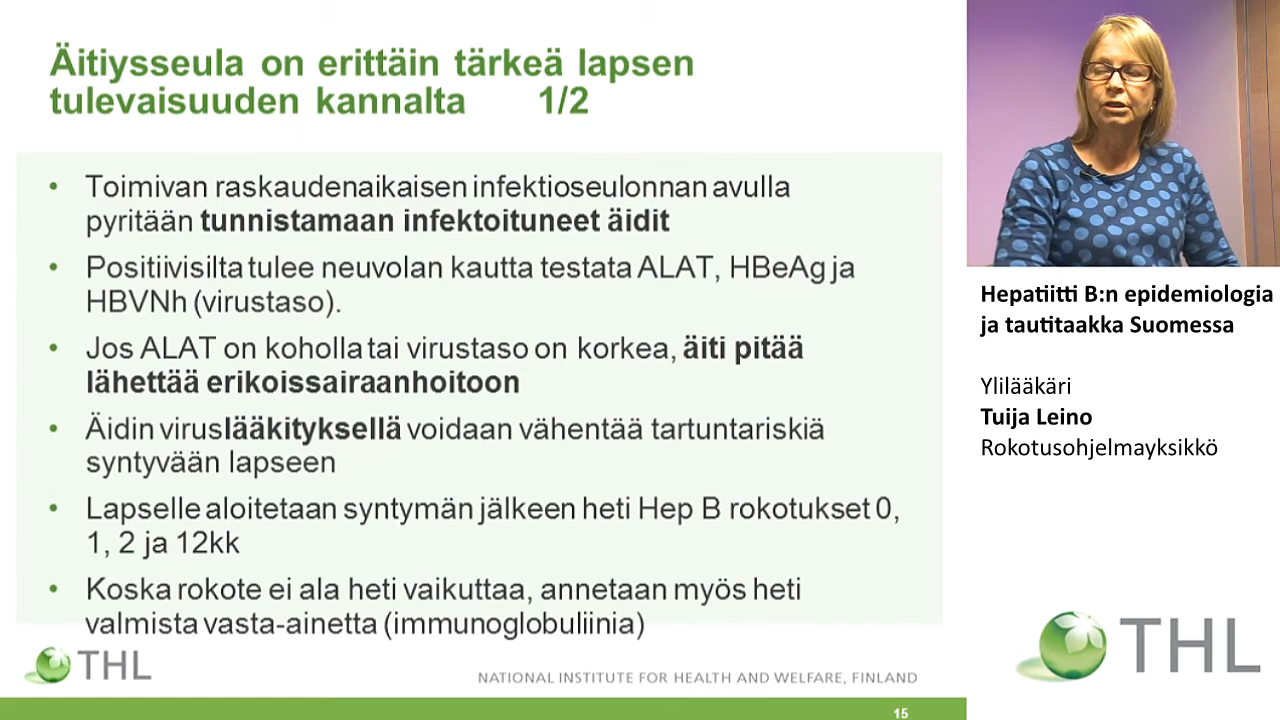 Äitiysseula on erittäin tärkeä lapsen
tulevaisuuden kannalta 1/2
• Toimivan raskaudenaikaisen infektioseulonnan avulla
pyritään tunnistamaan infektoituneet äidit
• Positiivisilta tulee neuvolan kautta testata ALAT, HBeAg ja
HBVNh (virustaso).
• Jos ALAT on koholla tai virustaso on korkea, äiti pitää
lähettää erikoissairaanhoitoon
• Äidin viruslääkityksellä voidaan vähentää tartuntariskiä
syntyvään lapseen
• Lapselle aloitetaan syntymän jälkeen heti Hep B rokotukset 0,
1, 2 ja 12kk
• Koska rokote ei ala heti vaikuttaa, annetaan myös heti
valmista vasta-ainetta (immunoglobuliinia)
THL
NATIONAL INSTITUTE FOR HEALTH AND WELFARE, FINLAND
15
Hepatiitti B:n epidemiologia
ja tautitaakka Suomessa
Ylilääkäri
Tuija Leino
Rokotusohjelmayksikkö
THL